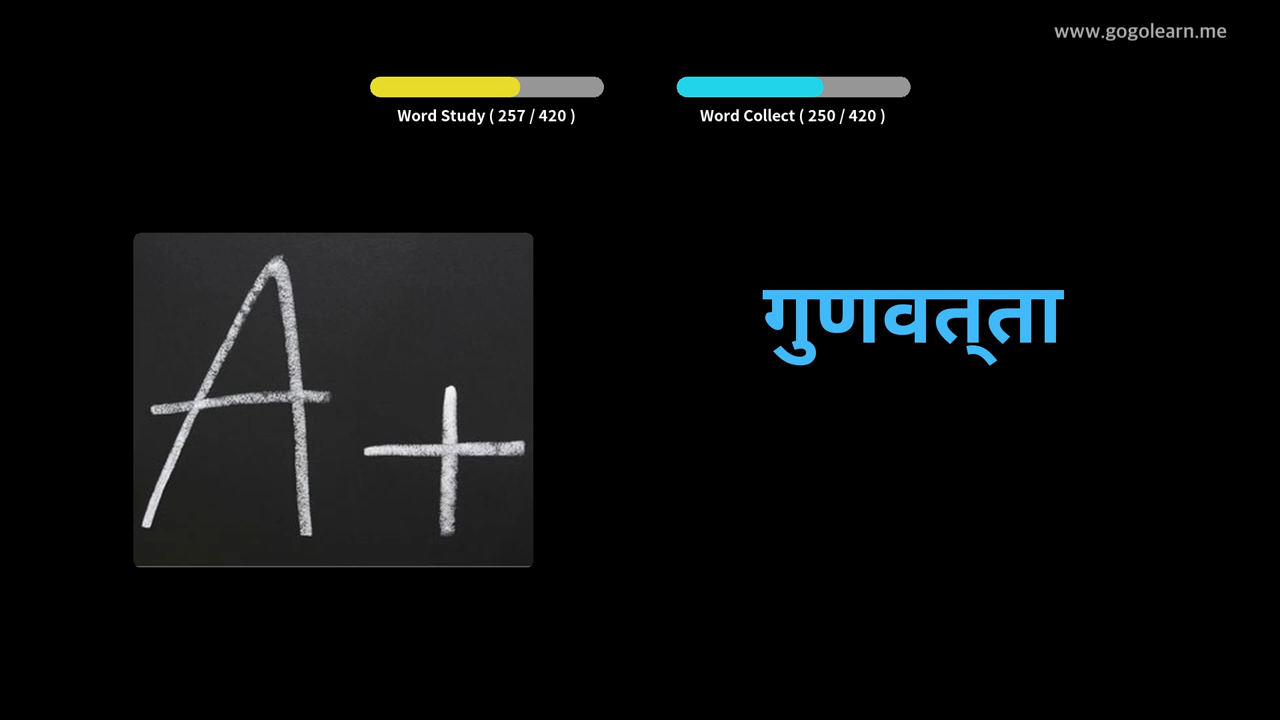 www.gogolearn.me
Word Study ( 257 / 420 )
Word Collect ( 250 / 420 )
A+
गुणवत्‌ता